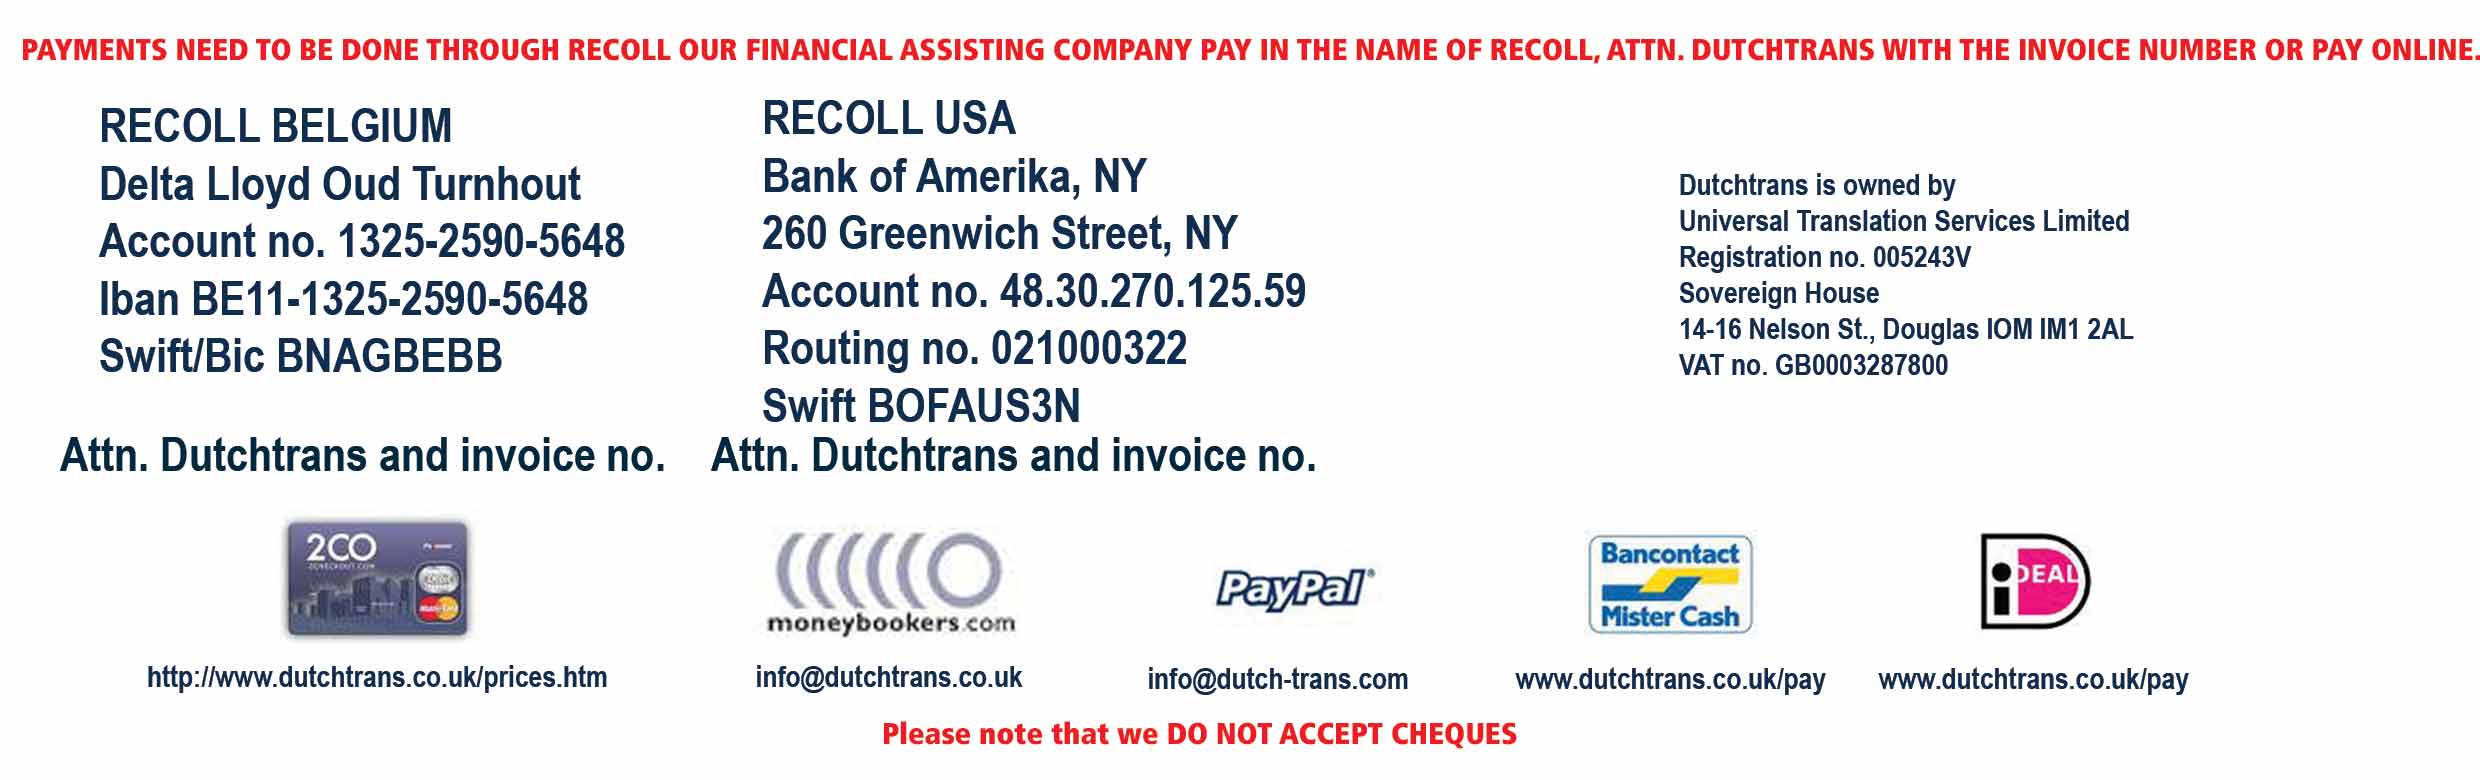 PAYMENTS NEED TO BE DONE THROUGH RECOLL OUR FINANCIAL ASSISTING COMPANY PAY IN THE NAME OF RECOLL, ATTN. DUTCHTRANS WITH THE INVOICE NUMBER OR PAY ONLINE.
RECOLL BELGIUM
Delta Lloyd Oud Turnhout
Account no. 1325-2590-5648
Iban BE11-1325-2590-5648
Swift/Bic BNAGBEBB
Attn. Dutchtrans and invoice no.
RECOLL USA
Bank of Amerika, NY
260 Greenwich Street, NY
Account no. 48.30.270.125.59
Routing no. 021000322
Swift BOFAUS3N
Attn. Dutchtrans and invoice no.
Dutchtrans is owned by
Universal Translation Services Limited
Registration no. 005243V
Sovereign House
14-16 Nelson St., Douglas IOM IM1 2AL
VAT no. GB0003287800
2CO
2CHECKOUT.COM
MasterCard
moneybookers.com
PayPal®
Bancontact
Mister Cash
iDEAL
http://www.dutchtrans.co.uk/prices.htm
info@dutchtrans.co.uk
info@dutch-trans.com
www.dutchtrans.co.uk/pay
www.dutchtrans.co.uk/pay
Please note that we DO NOT ACCEPT CHEQUES